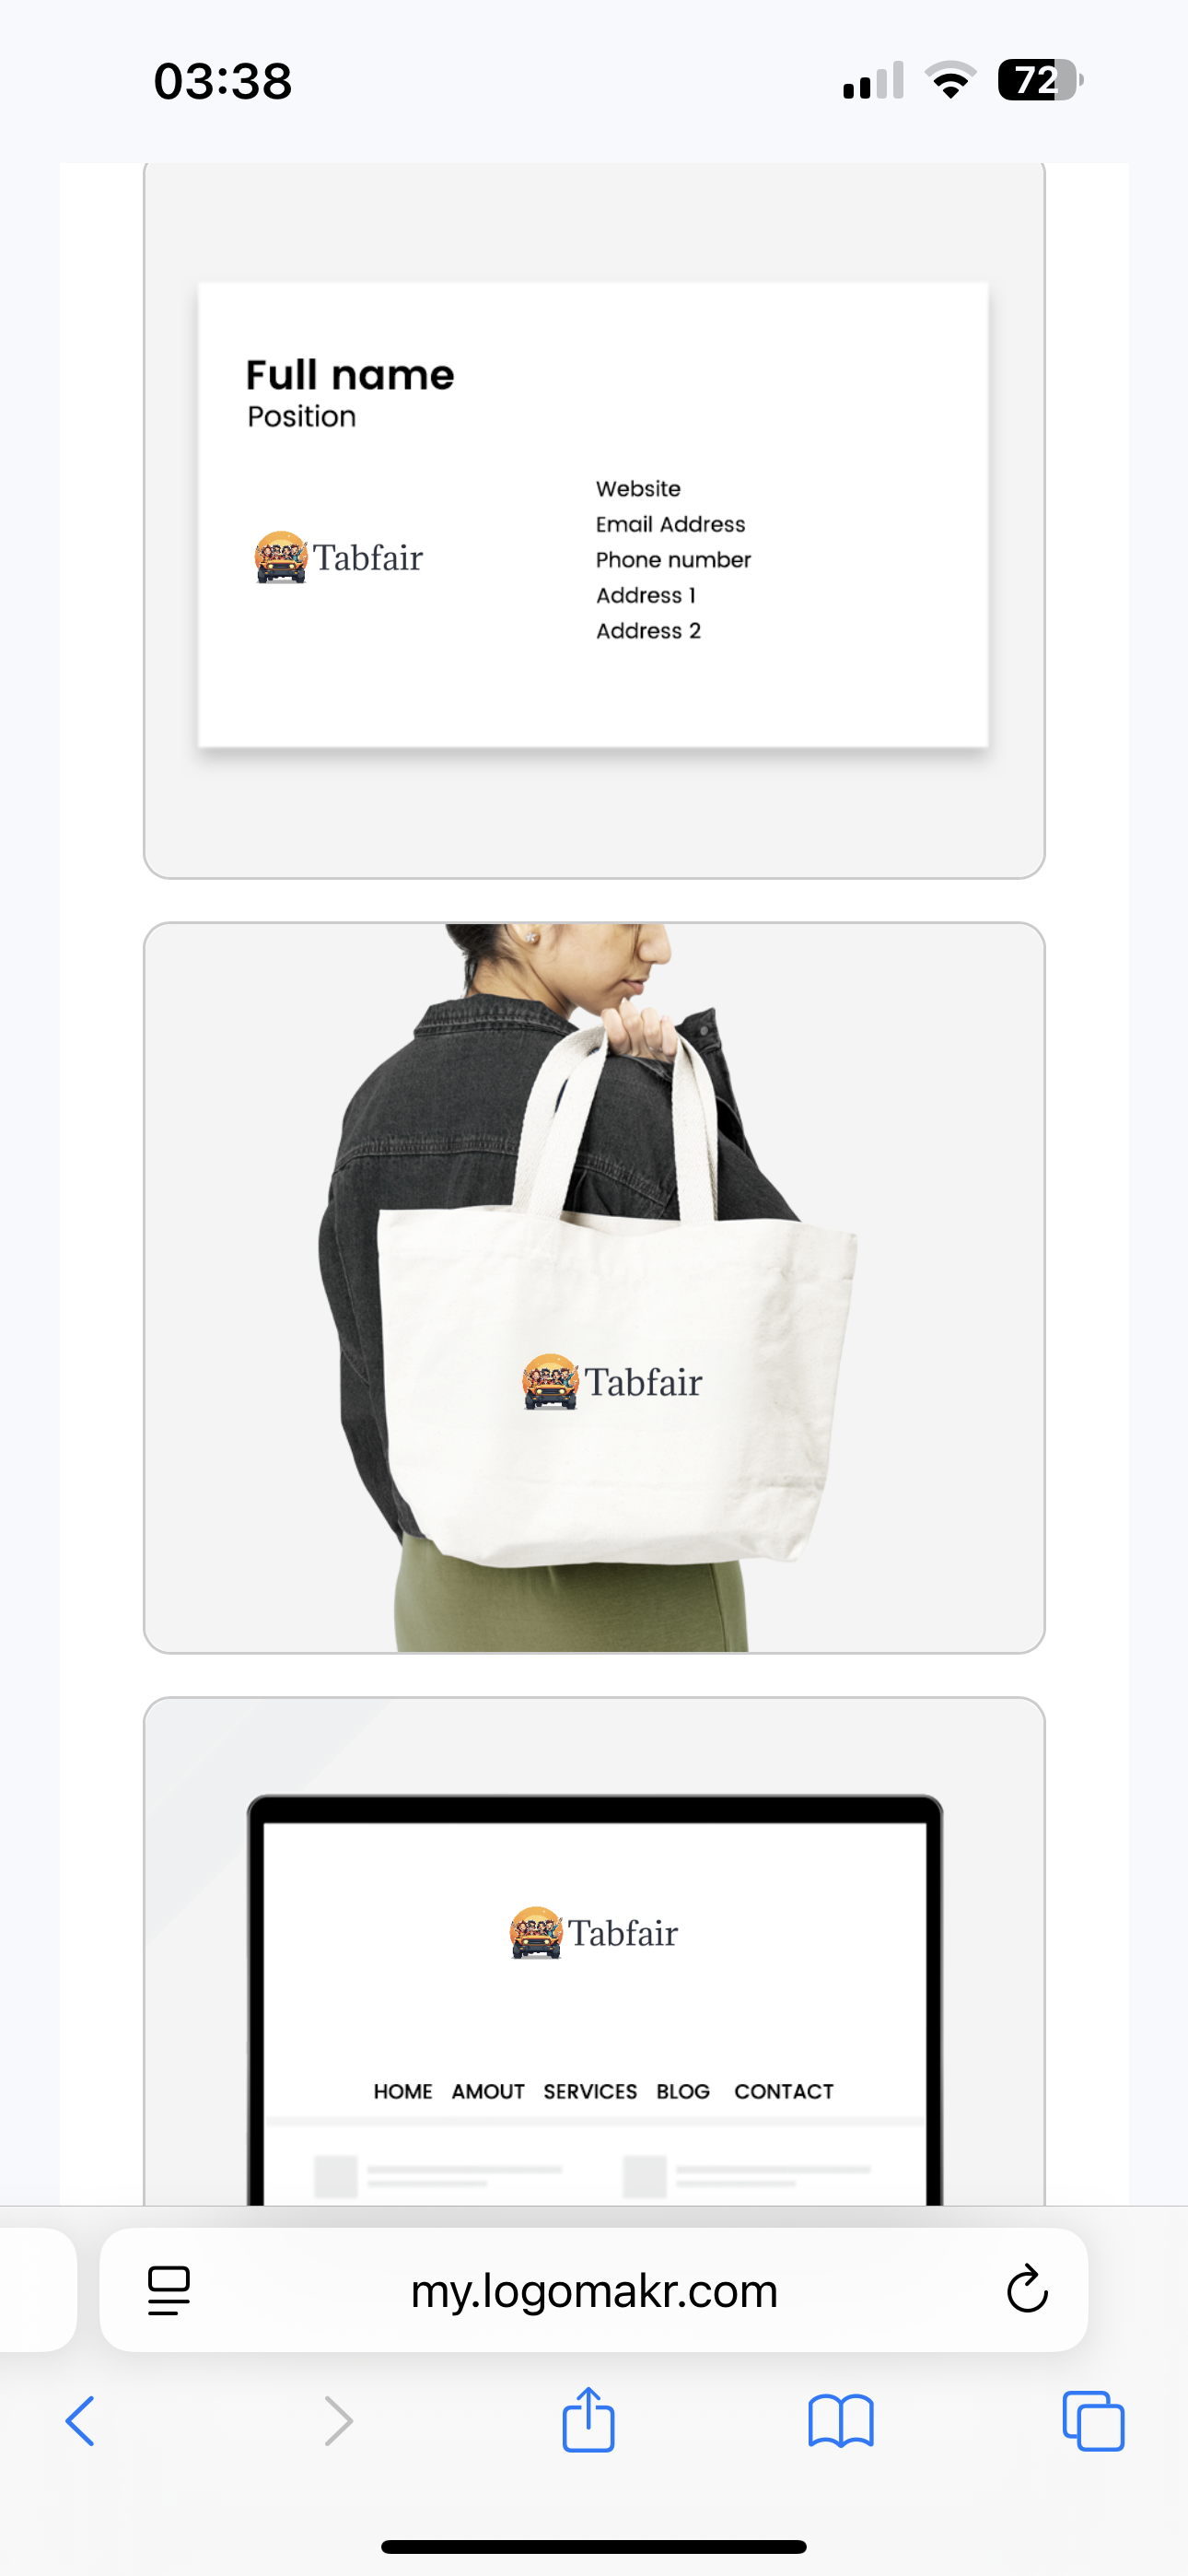 03:38
72
Full name
Position
Website
Email Address
Phone number
Address 1
Address 2
Tabfair
Tabfair
Tabfair
HOME AMOUT SERVICES BLOG CONTACT
my.logomakr.com